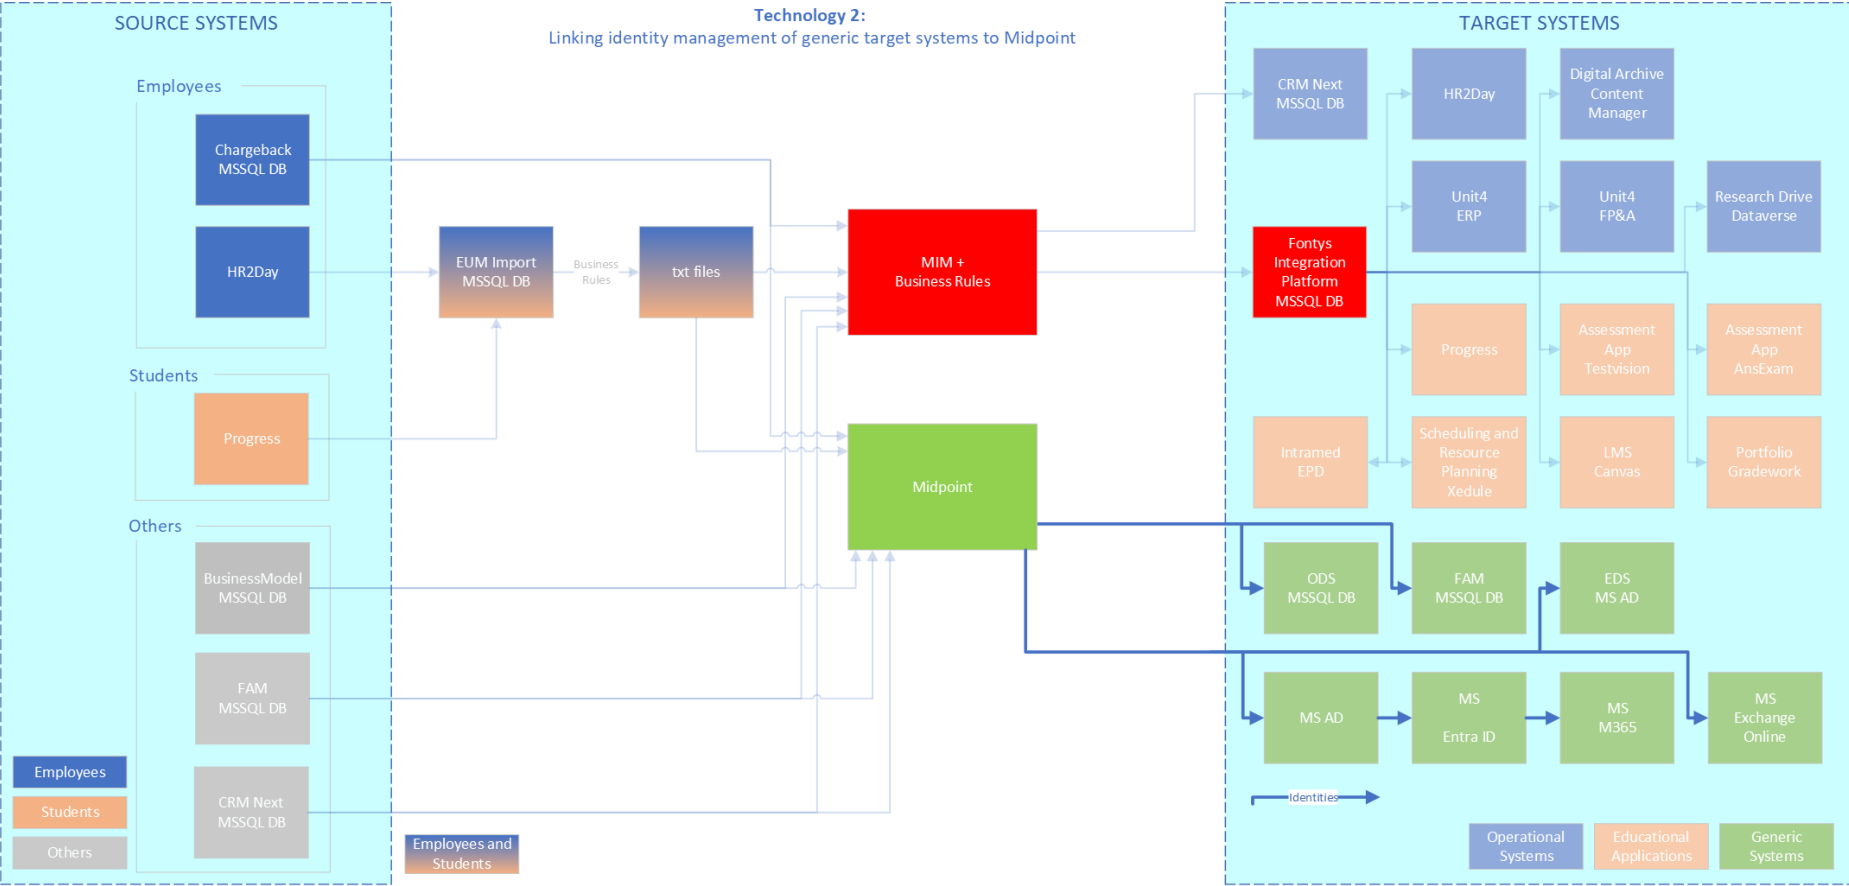 SOURCE SYSTEMS
Technology 2:
Linking identity management of generic target systems to Midpoint
TARGET SYSTEMS
Employees
Chargeback
MSSQL DB
HR2Day
EUM Import
MSSQL DB
Business
Rules
txt files
MIM +
Business Rules
Students
Progress
Midpoint
Others
BusinessModel
MSSQL DB
FAM
MSSQL DB
CRM Next
MSSQL DB
Employees
Students
Others
Employees and
Students
CRM Next
MSSQL DB
HR2Day
Digital Archive
Content
Manager
Unit4
ERP
Unit4
FP&A
Research Drive
Dataverse
Fontys
Integration
Platform
MSSQL DB
Progress
Assessment
App
Testvision
Assessment
App
AnsExam
Intramed
EPD
Scheduling and
Resource
Planning
Xedule
LMS
Canvas
Portfolio
Gradework
ODS
MSSQL DB
FAM
MSSQL DB
EDS
MS AD
MS AD
MS
Entra ID
MS
M365
MS
Exchange
Online
Identities
Operational
Systems
Educational
Applications
Generic
Systems